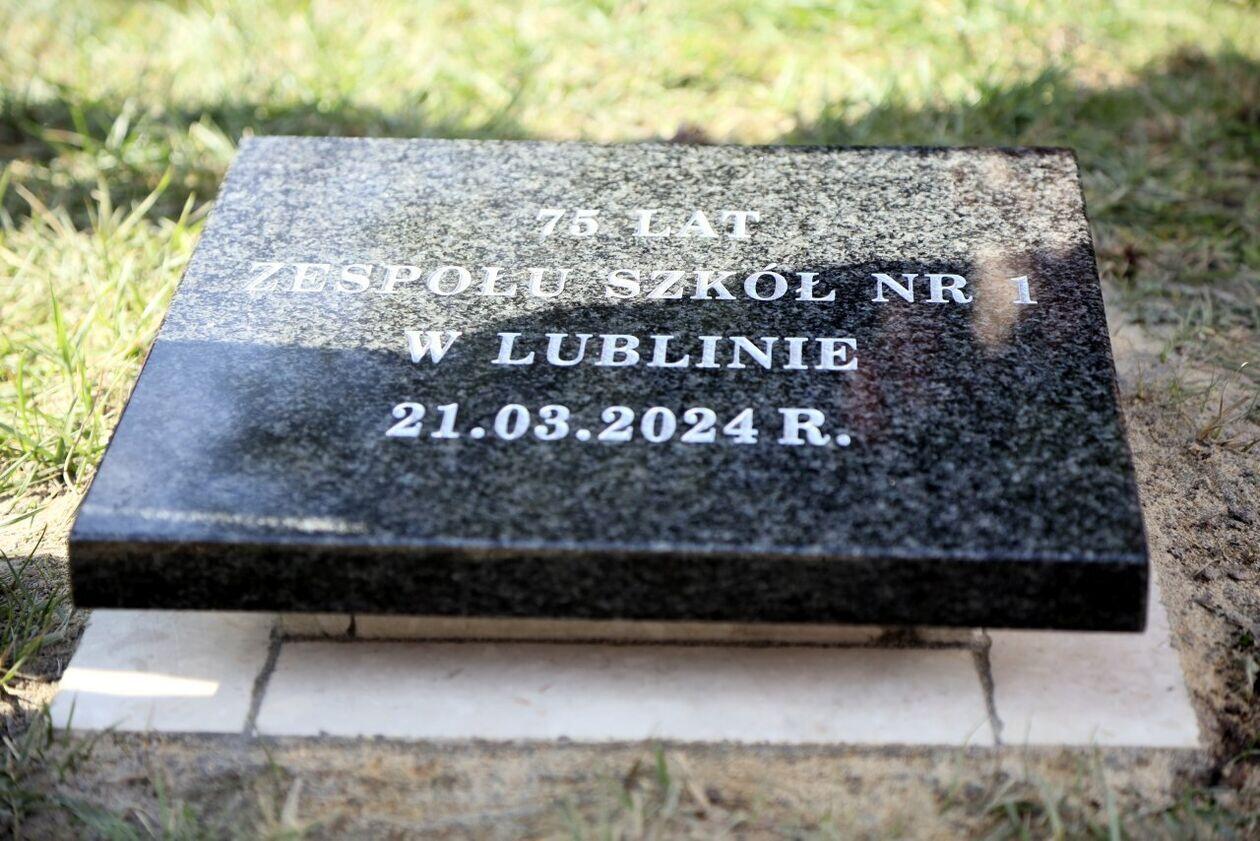 75 LAT
ZESPOŁU SZKÓŁ NR 1
W LUBLINIE
21.03.2024 R.